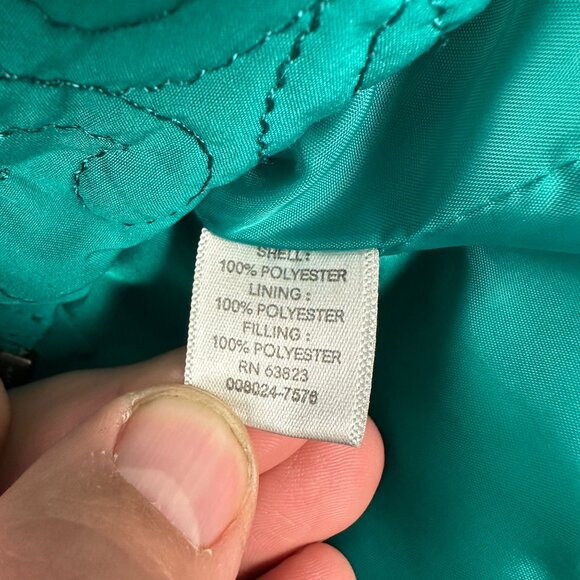 SHELL:
100% POLYESTER
LINING :
100% POLYESTER
FILLING :
100% POLYESTER
RN 63823
008024-7576